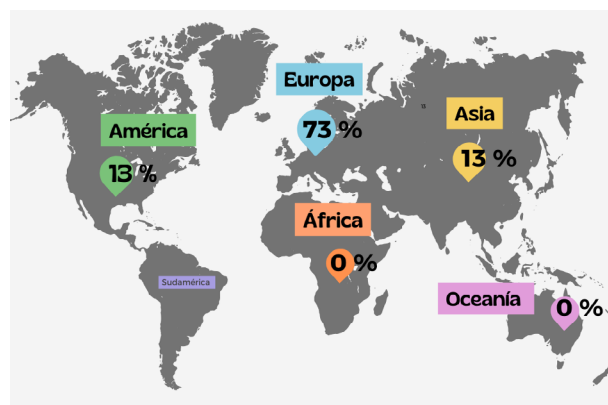 Europa
73 %
América
13 %
Asia
13 %
África
0 %
Sudamérica
Oceanía
0 %